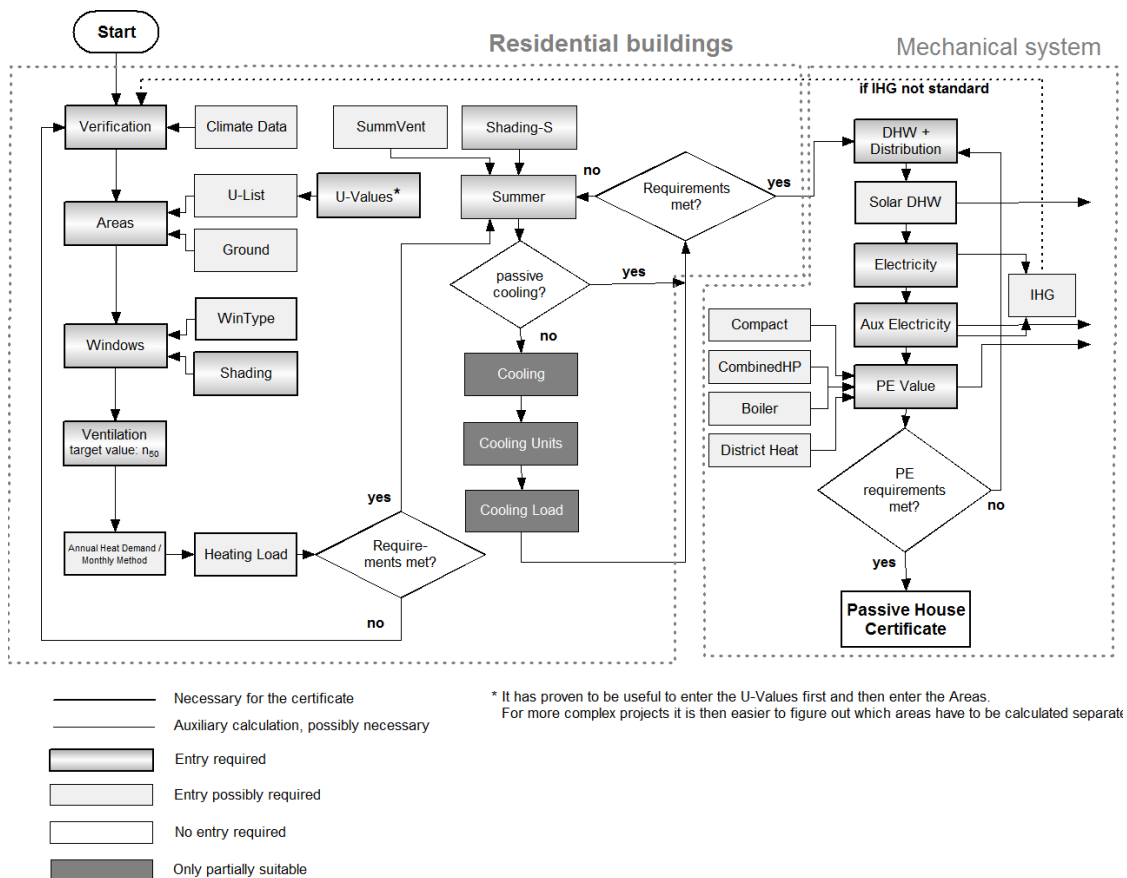 Start
Residential buildings
Mechanical system
if IHG not standard
Verification
Climate Data
SummVent
Shading-S
DHW +
Distribution
no
Requirements
met?
yes
U-List
U-Values*
Summer
Solar DHW
Areas
Ground
passive
cooling?
yes
Electricity
IHG
WinType
Windows
no
Compact
Aux Electricity
Shading
Cooling
CombinedHP
PE Value
Boiler
Ventilation
target value: n50
Cooling Units
District Heat
PE
requirements
met?
no
yes
Cooling Load
Annual Heat Demand /
Monthly Method
Heating Load
Require-
ments met?
no
yes
Passive House
Certificate
Necessary for the certificate
Auxiliary calculation, possibly necessary
Entry required
Entry possibly required
No entry required
Only partially suitable
* It has proven to be useful to enter the U-Values first and then enter the Areas.
For more complex projects it is then easier to figure out which areas have to be calculated separate